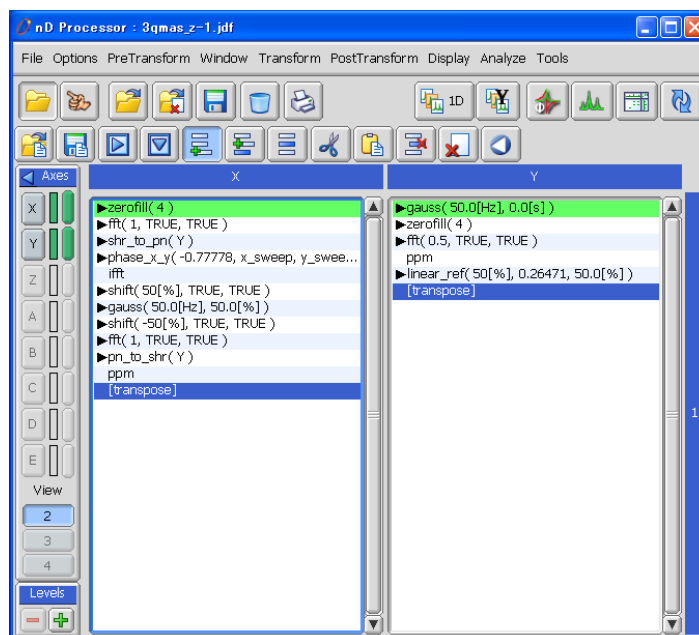 nD Processor : 3qmas_z-1.jdf
File Options PreTransform Window Transform PostTransform Display Analyze Tools
1D
Axes
X
Y
X
Y
Z
A
B
C
D
E
View
2
3
4
Levels
▶zerofill( 4 )
▶fft( 1, TRUE, TRUE )
▶shr_to_pn( Y )
▶phase_x_y( -0.77778, x_sweep, y_swee...
ifft
▶shift( 50[%], TRUE, TRUE )
▶gauss( 50.0[Hz], 50.0[%] )
▶shift( -50[%], TRUE, TRUE )
▶fft( 1, TRUE, TRUE )
▶pn_to_shr( Y )
ppm
[transpose]
▶gauss( 50.0[Hz], 0.0[s] )
▶zerofill( 4 )
▶fft( 0.5, TRUE, TRUE )
ppm
▶linear_ref( 50[%], 0.26471, 50.0[%] )
[transpose]
1